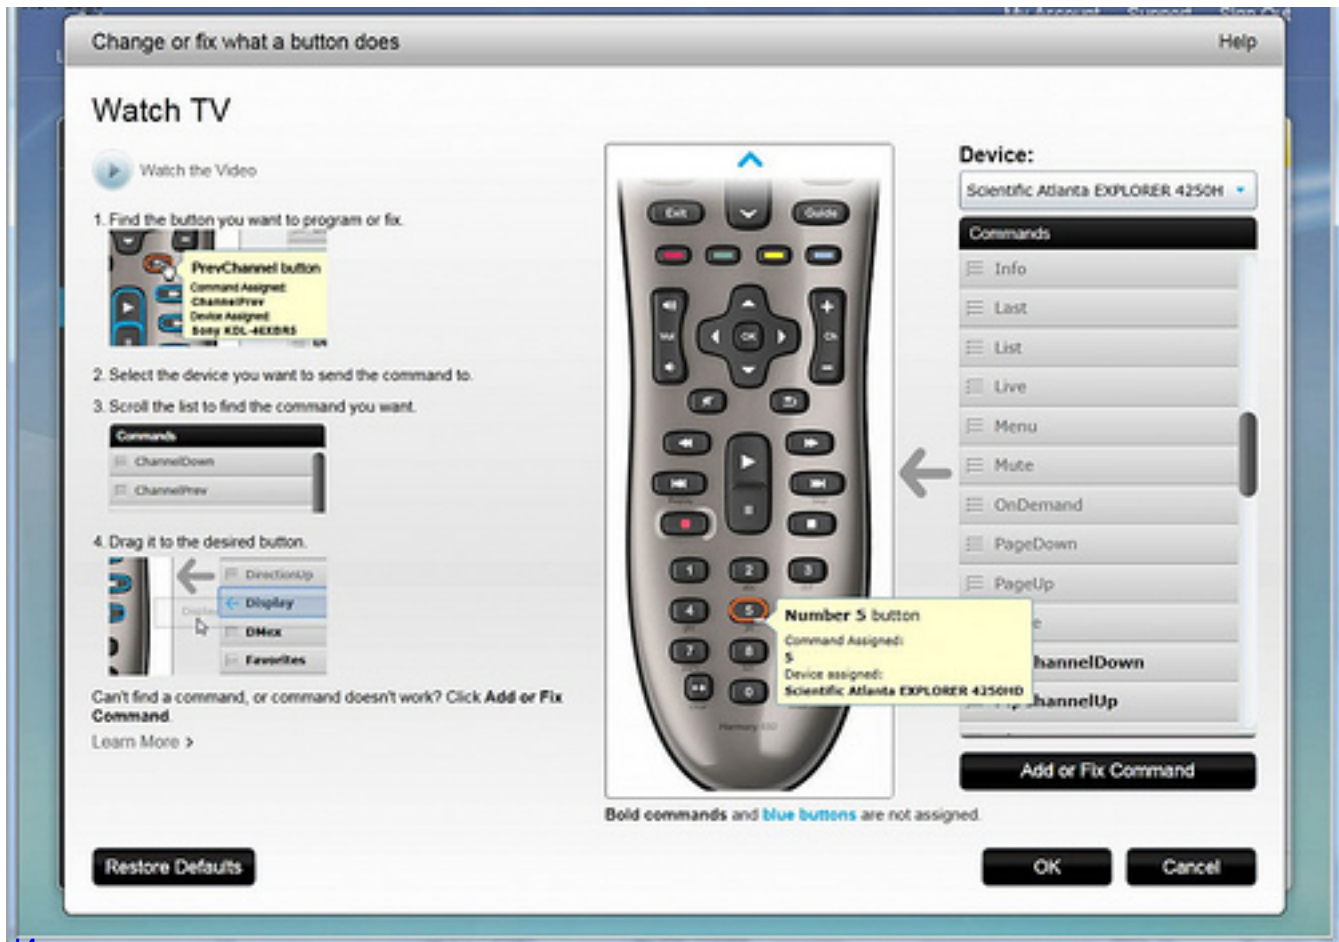 My Account Support Sign Out
Change or fix what a button does
Help
Watch TV
Watch the Video
1. Find the button you want to program or fix.
PrevChannel button
Command Assigned:
ChannelPrev
Device Assigned:
Sony KDL-46XBR5
2. Select the device you want to send the command to.
3. Scroll the list to find the command you want.
Commands
ChannelDown
ChannelPrev
4. Drag it to the desired button.
DirectionUp
Display
Display
DMex
Favorites
Can't find a command, or command doesn't work? Click Add or Fix
Command.
Learn More >
Exit
Guide
Vol
OK
Ch
1 2 3
4 5
7 8
0
Number 5 button
Command Assigned:
5
Device assigned:
Scientific Atlanta EXPLORER 4250HD
Bold commands and blue buttons are not assigned.
Device:
Scientific Atlanta EXPLORER 4250H
Commands
Info
Last
List
Live
Menu
Mute
OnDemand
PageDown
PageUp
hannelDown
hannelUp
Add or Fix Command
Restore Defaults
OK
Cancel